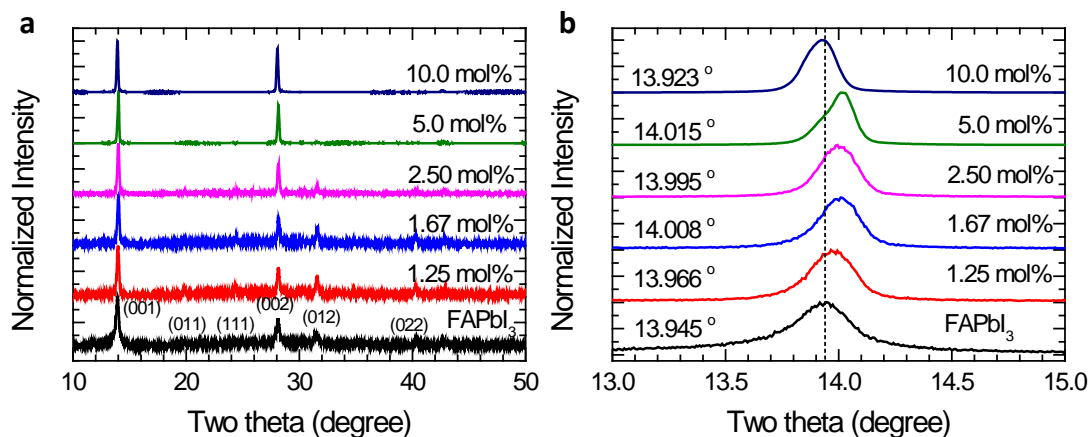 a
Normalized Intensity
10.0 mol%
5.0 mol%
2.50 mol%
1.67 mol%
1.25 mol%
(001)
(011)
(111)
(002)
(012)
(022)
FAPbI3
10 20 30 40 50
Two theta (degree)
b
Normalized Intensity
13.923 o 10.0 mol%
14.015 o 5.0 mol%
13.995 o 2.50 mol%
14.008 o 1.67 mol%
13.966 o 1.25 mol%
13.945 o FAPbI3
13.0 13.5 14.0 14.5 15.0
Two theta (degree)